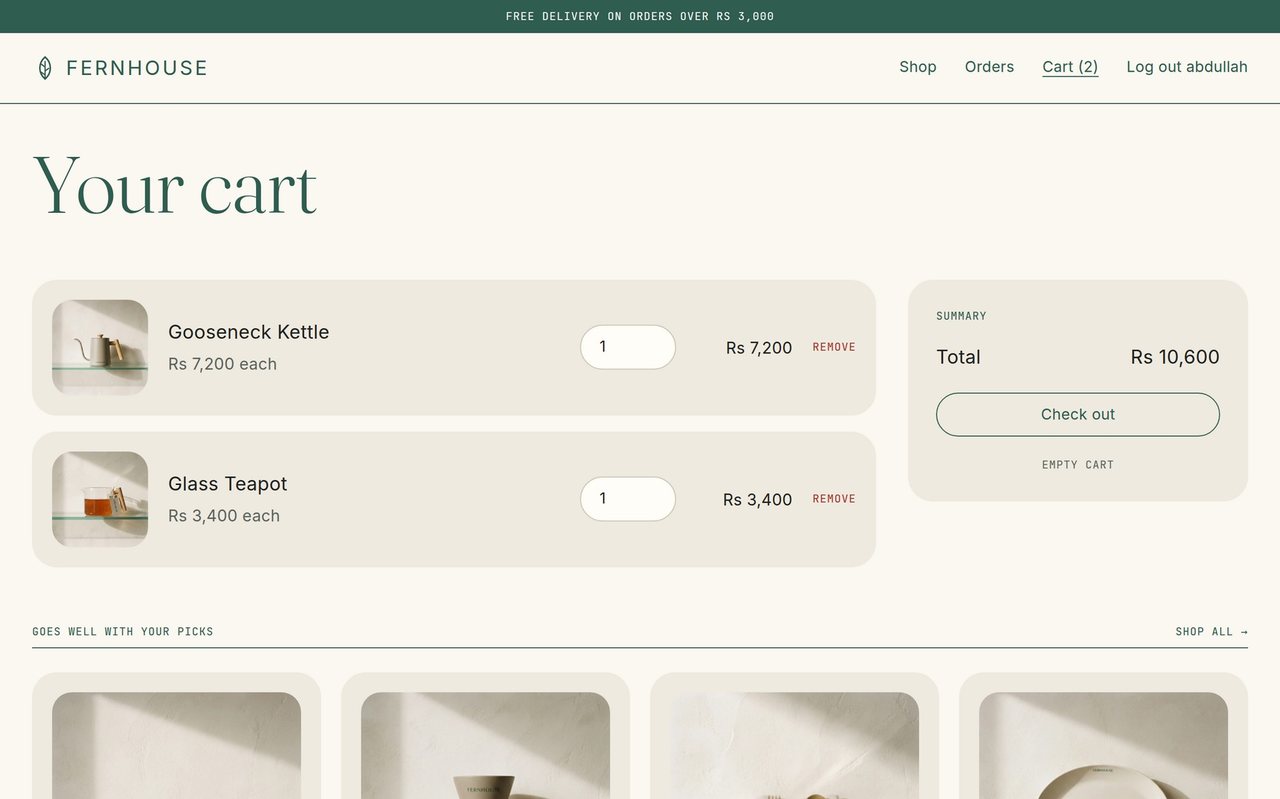 FREE DELIVERY ON ORDERS OVER RS 3,000
FERNHOUSE
Shop Orders Cart (2) Log out abdullah
Your cart
Gooseneck Kettle
Rs 7,200 each
1
Rs 7,200
REMOVE
Glass Teapot
Rs 3,400 each
1
Rs 3,400
REMOVE
SUMMARY
Total Rs 10,600
Check out
EMPTY CART
GOES WELL WITH YOUR PICKS
SHOP ALL →
FERNHOUSE
FERNHOUSE